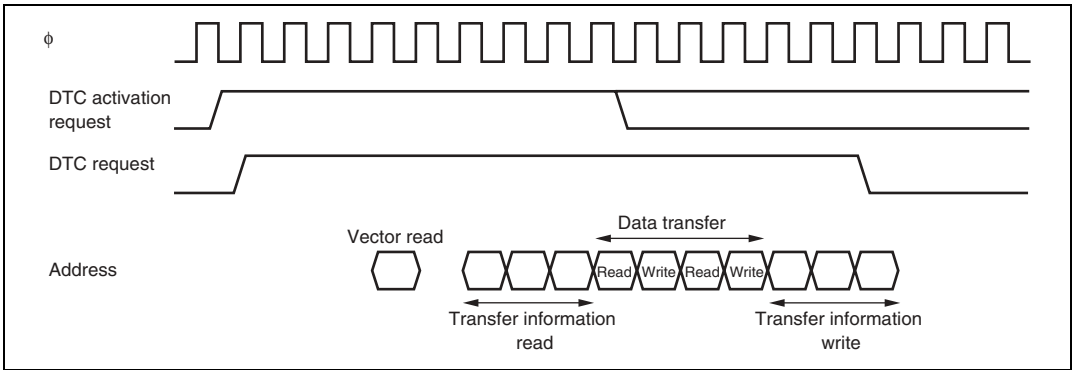 ϕ
DTC activation
request
DTC request
Data transfer
Vector read
Address
Read Write Read Write
Transfer information
read
Transfer information
write